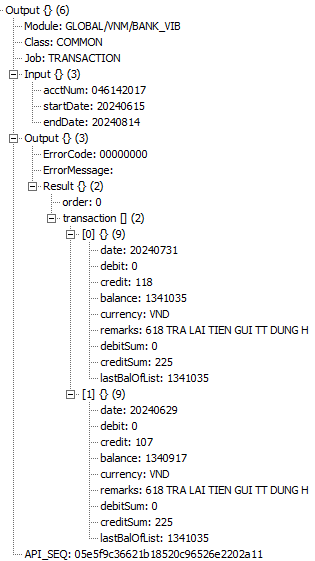 Output {} (6)
Module: GLOBAL/VNM/BANK_VIB
Class: COMMON
Job: TRANSACTION
Input {} (3)
acctNum: 046142017
startDate: 20240615
endDate: 20240814
Output {} (3)
ErrorCode: 00000000
ErrorMessage:
Result {} (2)
order: 0
transaction [] (2)
[0] {} (9)
date: 20240731
debit: 0
credit: 118
balance: 1341035
currency: VND
remarks: 618 TRA LAI TIEN GUI TT DUNG H
debitSum: 0
creditSum: 225
lastBalOfList: 1341035
[1] {} (9)
date: 20240629
debit: 0
credit: 107
balance: 1340917
currency: VND
remarks: 618 TRA LAI TIEN GUI TT DUNG H
debitSum: 0
creditSum: 225
lastBalOfList: 1341035
API_SEQ: 05e5f9c36621b18520c96526e2202a11